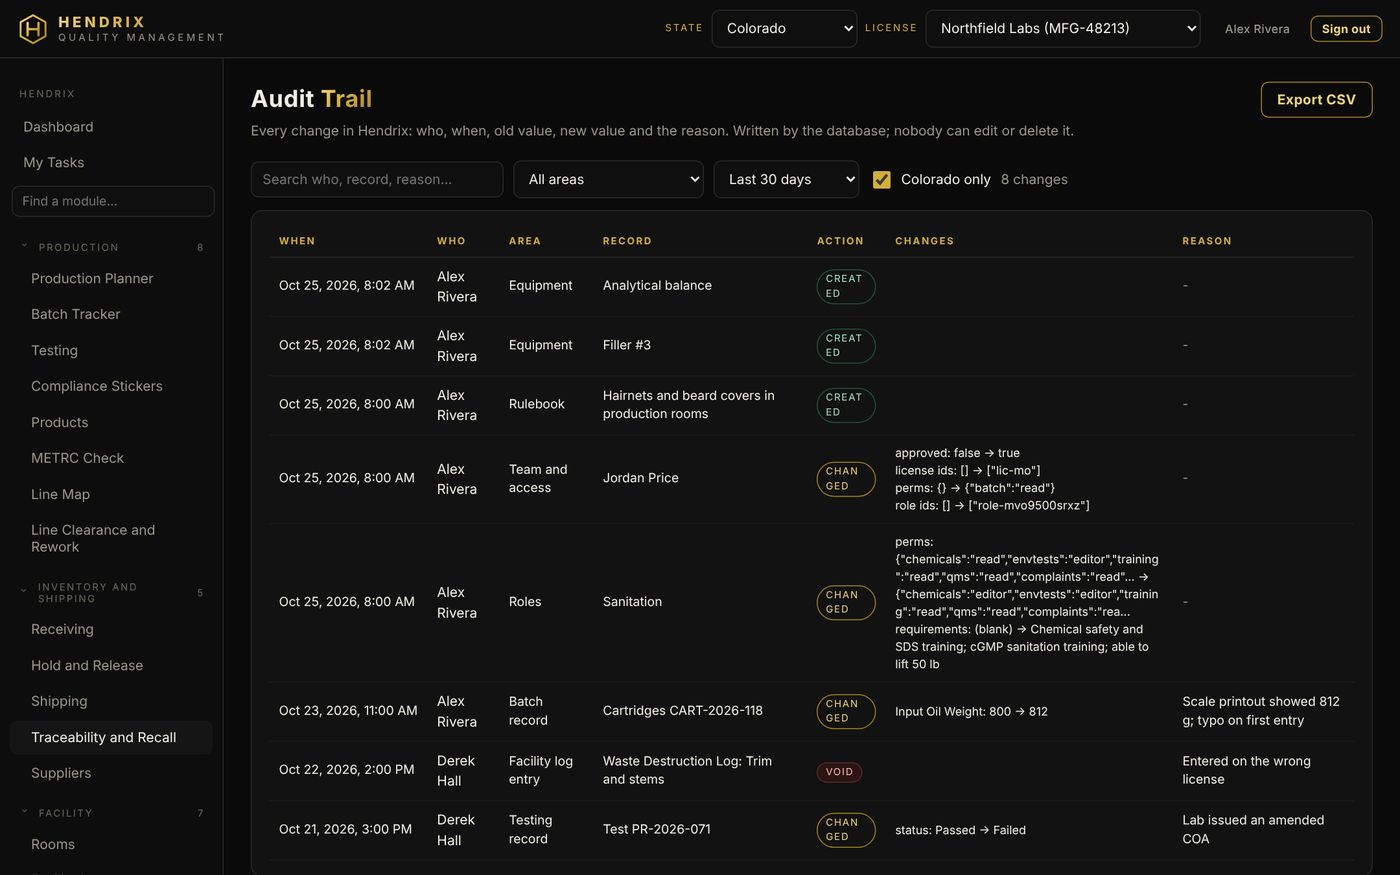 HENDRIX
QUALITY MANAGEMENT
STATE
Colorado
LICENSE
Northfield Labs (MFG-48213)
Alex Rivera
Sign out
HENDRIX
Dashboard
My Tasks
Find a module...
PRODUCTION 8
Production Planner
Batch Tracker
Testing
Compliance Stickers
Products
METRC Check
Line Map
Line Clearance and
Rework
INVENTORY AND
SHIPPING 5
Receiving
Hold and Release
Shipping
Traceability and Recall
Suppliers
FACILITY 7
Rooms
Audit Trail
Export CSV
Every change in Hendrix: who, when, old value, new value and the reason. Written by the database; nobody can edit or delete it.
Search who, record, reason...
All areas
Last 30 days
Colorado only
8 changes
WHEN WHO AREA RECORD ACTION CHANGES REASON
Oct 25, 2026, 8:02 AM
Alex
Rivera
Equipment
Analytical balance
CREAT
ED
-
Oct 25, 2026, 8:02 AM
Alex
Rivera
Equipment
Filler #3
CREAT
ED
-
Oct 25, 2026, 8:00 AM
Alex
Rivera
Rulebook
Hairnets and beard covers in
production rooms
CREAT
ED
-
Oct 25, 2026, 8:00 AM
Alex
Rivera
Team and
access
Jordan Price
CHAN
GED
approved: false → true
license ids: [] → ["lic-mo"]
perms: {} → {"batch":"read"}
role ids: [] → ["role-mvo9500srxz"]
-
Oct 25, 2026, 8:00 AM
Alex
Rivera
Roles
Sanitation
CHAN
GED
perms:
{"chemicals":"read","envtests":"editor","training
":"read","qms":"read","complaints":"read"... →
{"chemicals":"editor","envtests":"editor","trainin
g":"read","qms":"read","complaints":"rea...
requirements: (blank) → Chemical safety and
SDS training; cGMP sanitation training; able to
lift 50 lb
-
Oct 23, 2026, 11:00 AM
Alex
Rivera
Batch
record
Cartridges CART-2026-118
CHAN
GED
Input Oil Weight: 800 → 812
Scale printout showed 812
g; typo on first entry
Oct 22, 2026, 2:00 PM
Derek
Hall
Facility log
entry
Waste Destruction Log: Trim
and stems
VOID
Entered on the wrong
license
Oct 21, 2026, 3:00 PM
Derek
Hall
Testing
record
Test PR-2026-071
CHAN
GED
status: Passed → Failed
Lab issued an amended
COA